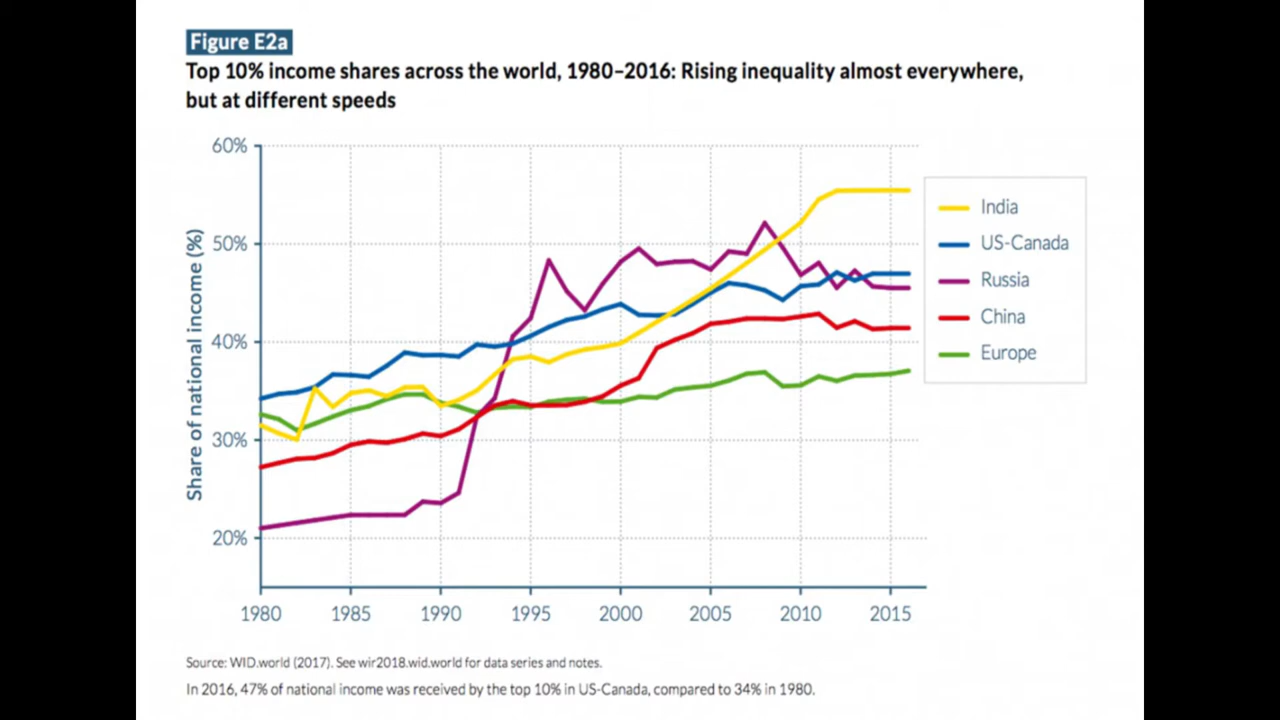 Figure E2a
Top 10% income shares across the world, 1980–2016: Rising inequality almost everywhere,
but at different speeds
Share of national income (%)
60%
50%
40%
30%
20%
1980 1985 1990 1995 2000 2005 2010 2015
India
US-Canada
Russia
China
Europe
Source: WID.world (2017). See wir2018.wid.world for data series and notes.
In 2016, 47% of national income was received by the top 10% in US-Canada, compared to 34% in 1980.